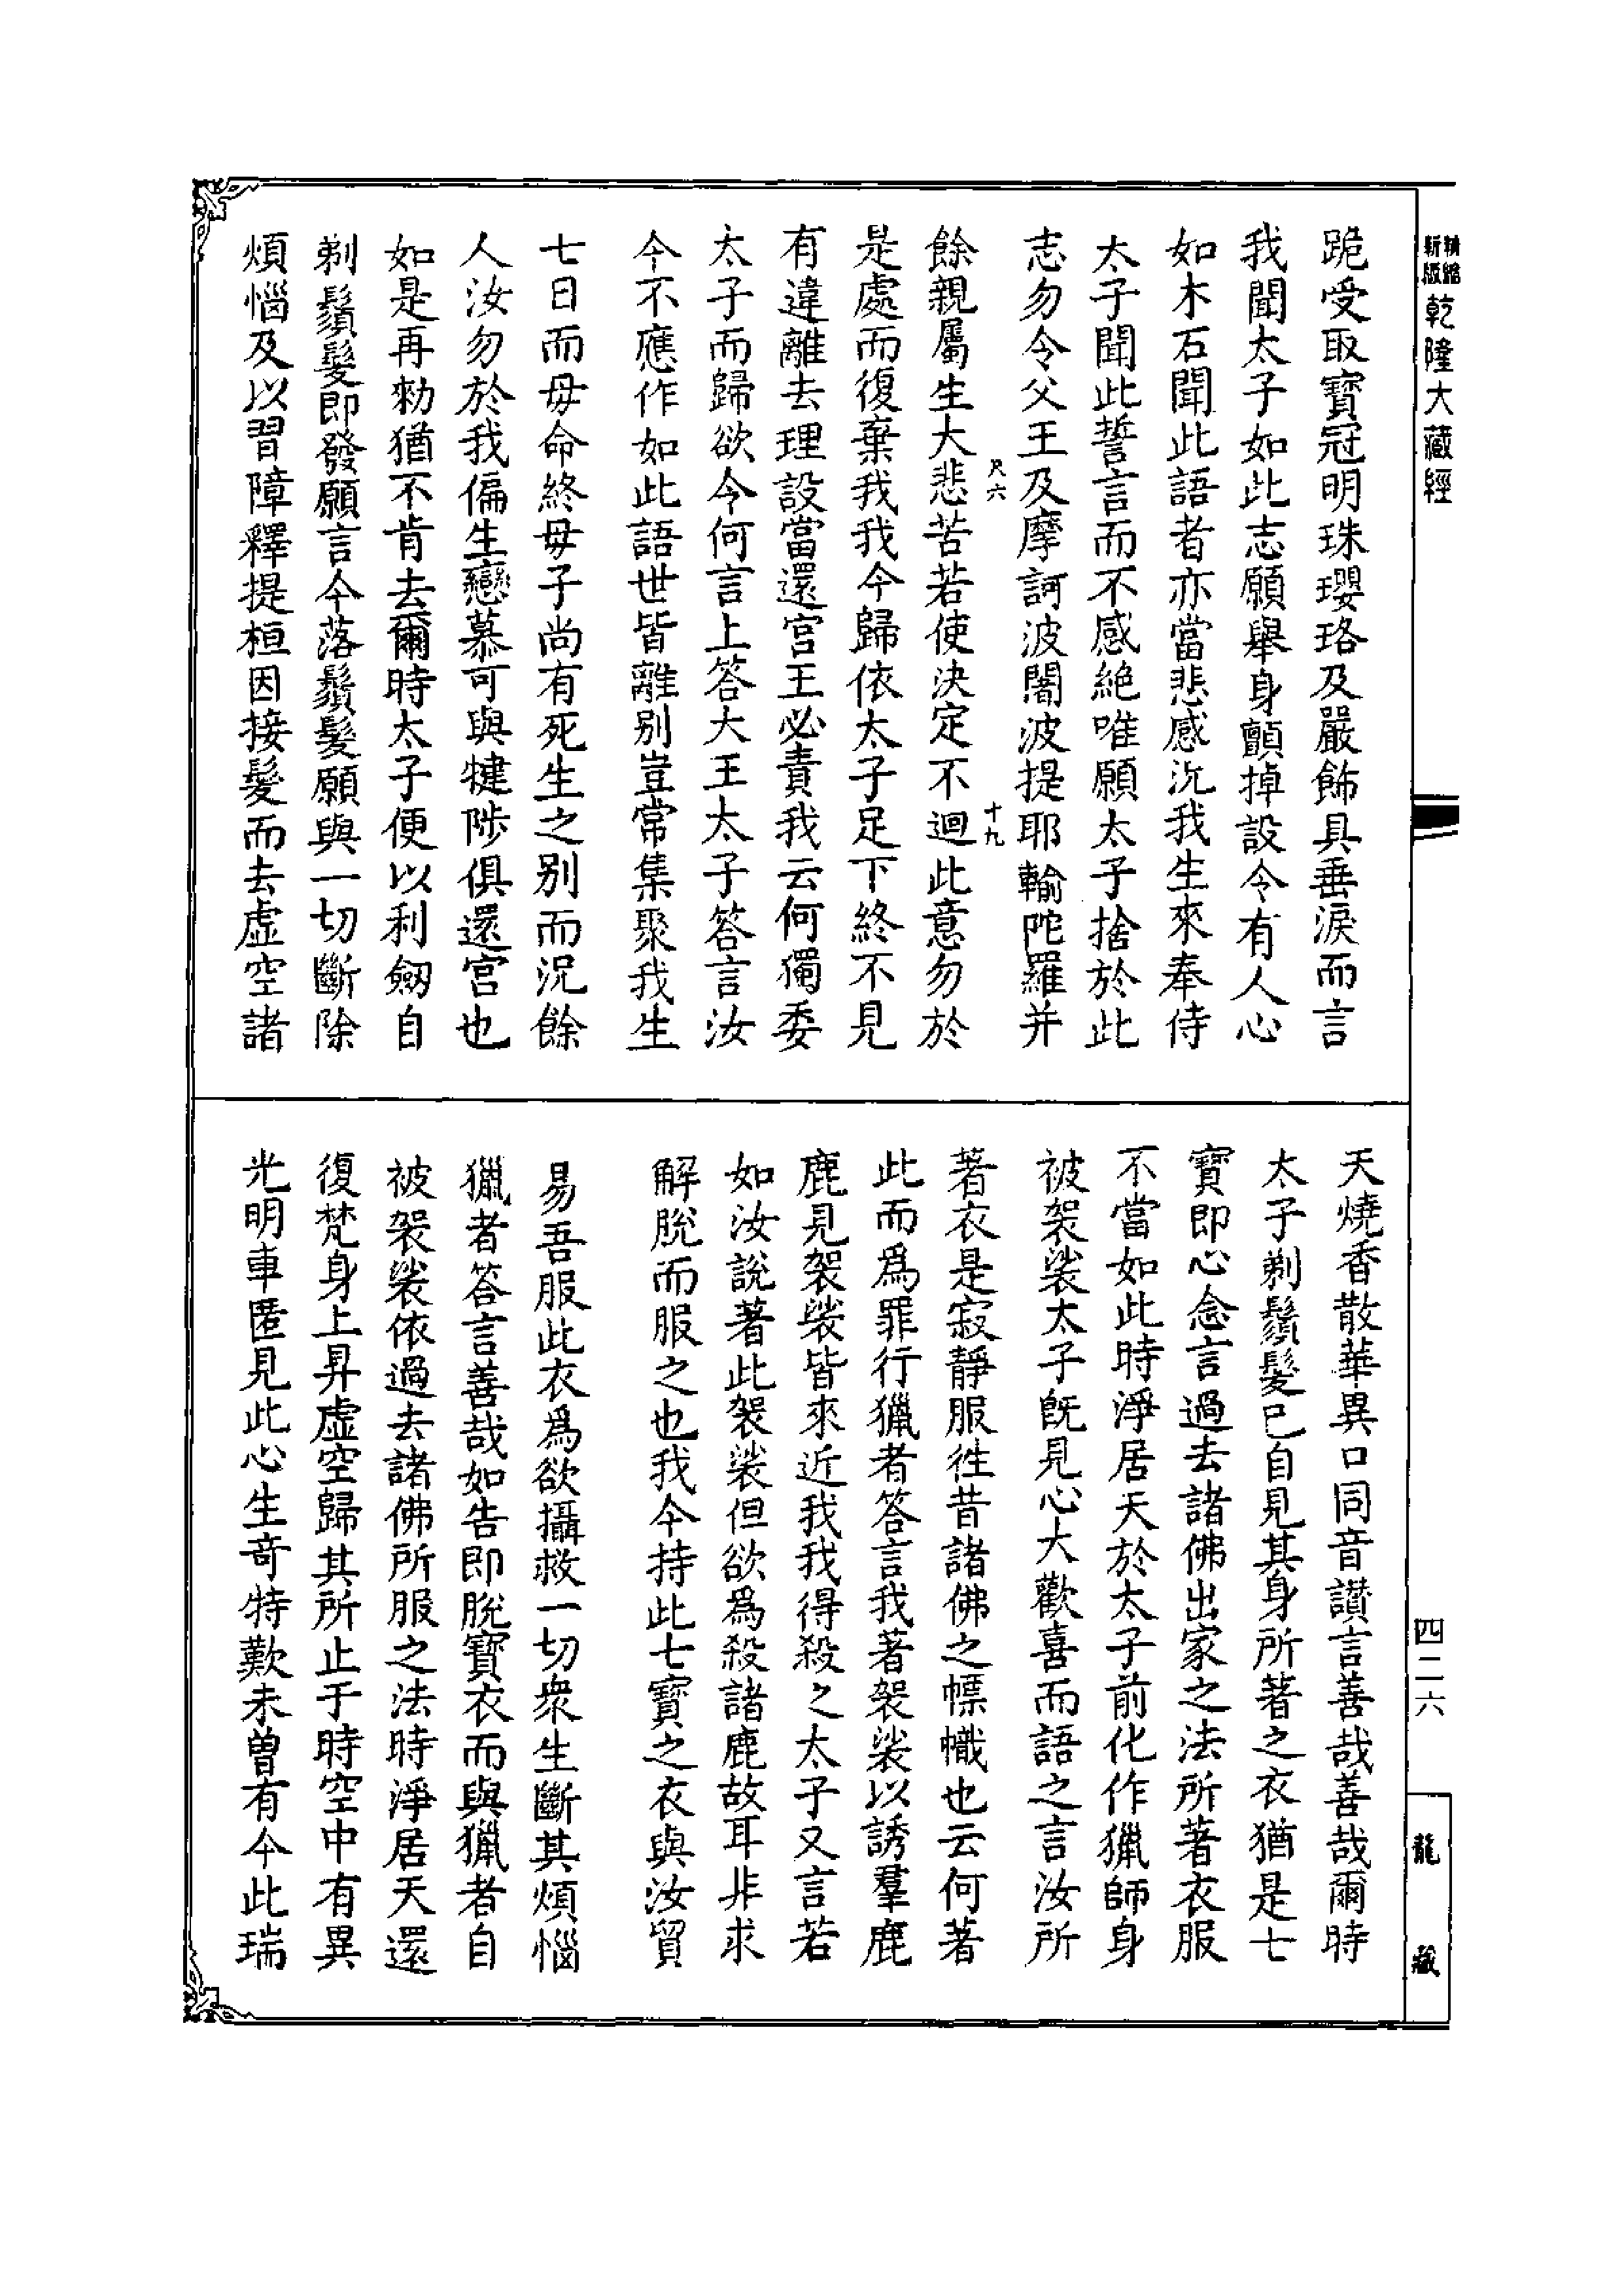 新縮
新版
乾隆大藏經
跪受取寶冠明珠瓔珞及嚴飾具垂淚而言
我聞太子如此志願舉身顫掉設令有人心
如木石聞此語者亦當悲感況我生來奉侍
太子聞此誓言而不感絶唯願太子捨於此
志勿令父王及摩訶波闍波提耶輸陀羅并
尺六
十九
餘親屬生大悲苦若使決定不迴此意勿於
是處而復棄我我今歸依太子足下終不見
有違離去理設當還宮王必責我云何獨委
太子而歸欲令何言上答大王太子答言汝
今不應作如此語世皆離別豈常集聚我生
七日而母命終母子尚有死生之別而況餘
人汝勿於我偏生戀慕可與犍陟俱還宮也
如是再勑猶不肯去爾時太子便以利劒自
剃鬚髮即發願言今落鬚髮願與一切斷除
煩惱及以習障釋提桓因接髮而去虛空諸
天燒香散華異口同音讚言善哉善哉爾時
太子剃鬚髮已自見其身所著之衣猶是七
寶即心念言過去諸佛出家之法所著衣服
不當如此時淨居天於太子前化作獵師身
被袈裟太子旣見心大歡喜而語之言汝所
著衣是寂靜服徃昔諸佛之幖幟也云何著
此而爲罪行獵者答言我著袈裟以誘羣鹿
鹿見袈裟皆來近我我得殺之太子又言若
如汝說著此袈裟但欲爲殺諸鹿故耳非求
解脫而服之也我今持此七寶之衣與汝貿
易吾服此衣爲欲攝救一切衆生斷其煩惱
獵者答言善哉如告即脫寶衣而與獵者自
被袈裟依過去諸佛所服之法時淨居天還
復梵身上昇虛空歸其所止于時空中有異
光明車匿見此心生奇特歎未曾有今此瑞
四二六
龍藏